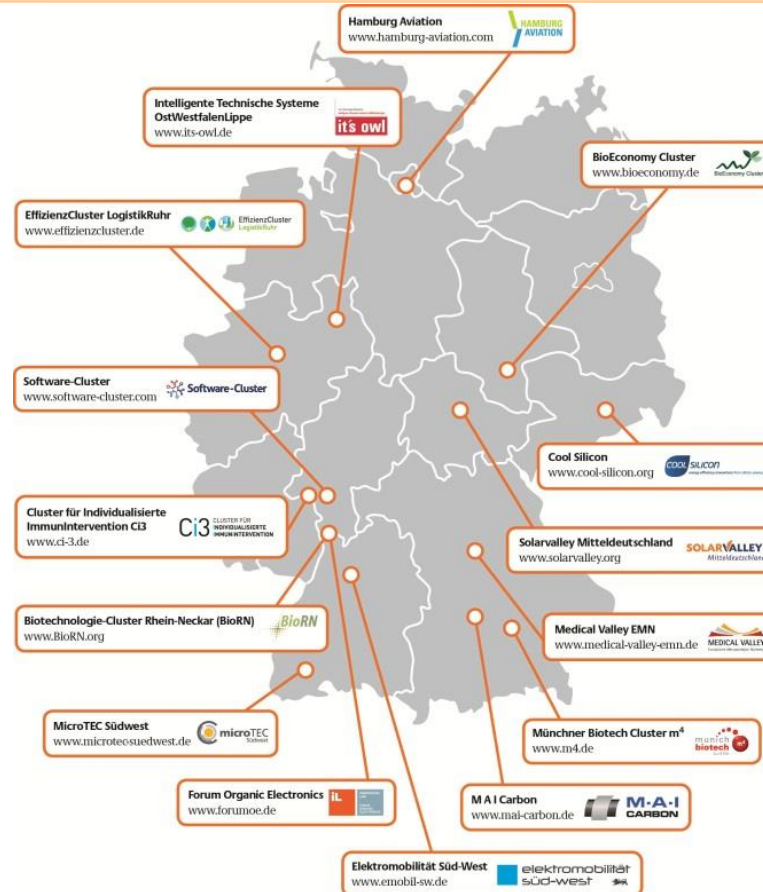 Hamburg Aviation
www.hamburg-aviation.com
HAMBURG
AVIATION
Intelligente Technische Systeme
OstWestfalenLippe
www.its-owl.de
it's owl
BioEconomy Cluster
www.bioeconomy.de
BioEconomy Cluster
EffizienzCluster LogistikRuhr
www.effizienzcluster.de
EffizienzCluster
LogistikRuhr
Software-Cluster
www.software-cluster.com
Software-Cluster
Cool Silicon
www.cool-silicon.org
COOL SILICON
Cluster für Individualisierte
ImmunIntervention Ci3
www.ci-3.de
Ci3 CLUSTER FÜR
INDIVIDUALISIERTE
IMMUNINTERVENTION
Solarvalley Mitteldeutschland
www.solarvalley.org
SOLARVALLEY
Mitteldeutschland
Biotechnologie-Cluster Rhein-Neckar (BioRN)
www.BioRN.org
BioRN
Medical Valley EMN
www.medical-valley-emn.de
MEDICAL VALLEY
MicroTEC Südwest
www.microtec-suedwest.de
microTEC
Südwest
Münchner Biotech Cluster m⁴
www.m4.de
munich
biotech
m4
Forum Organic Electronics
www.forumoe.de
iL
M A I Carbon
www.mai-carbon.de
M·A·I
CARBON
Elektromobilität Süd-West
www.emobil-sw.de
elektromobilität
süd-west